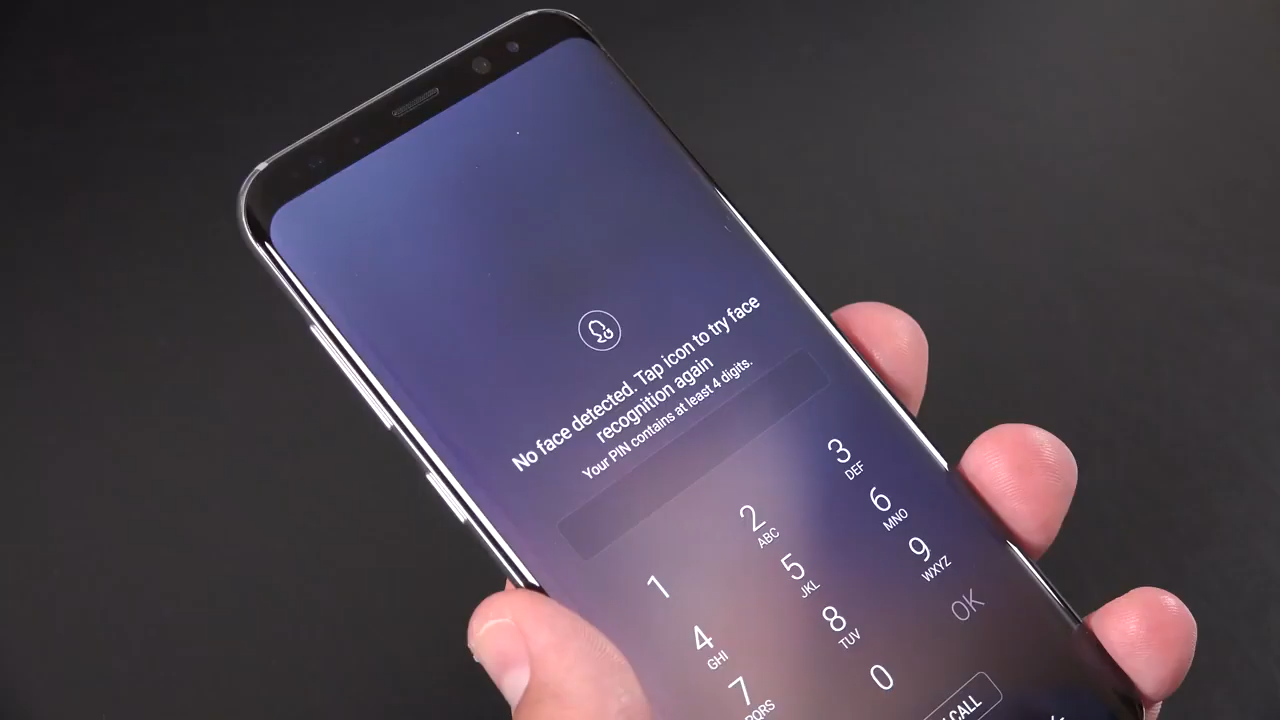 No face detected. Tap icon to try face
recognition again
Your PIN contains at least 4 digits.
1 2 3
ABC DEF
4 5 6
GHI JKL MNO
7 8 9
PQRS TUV WXYZ
0 OK
CALL